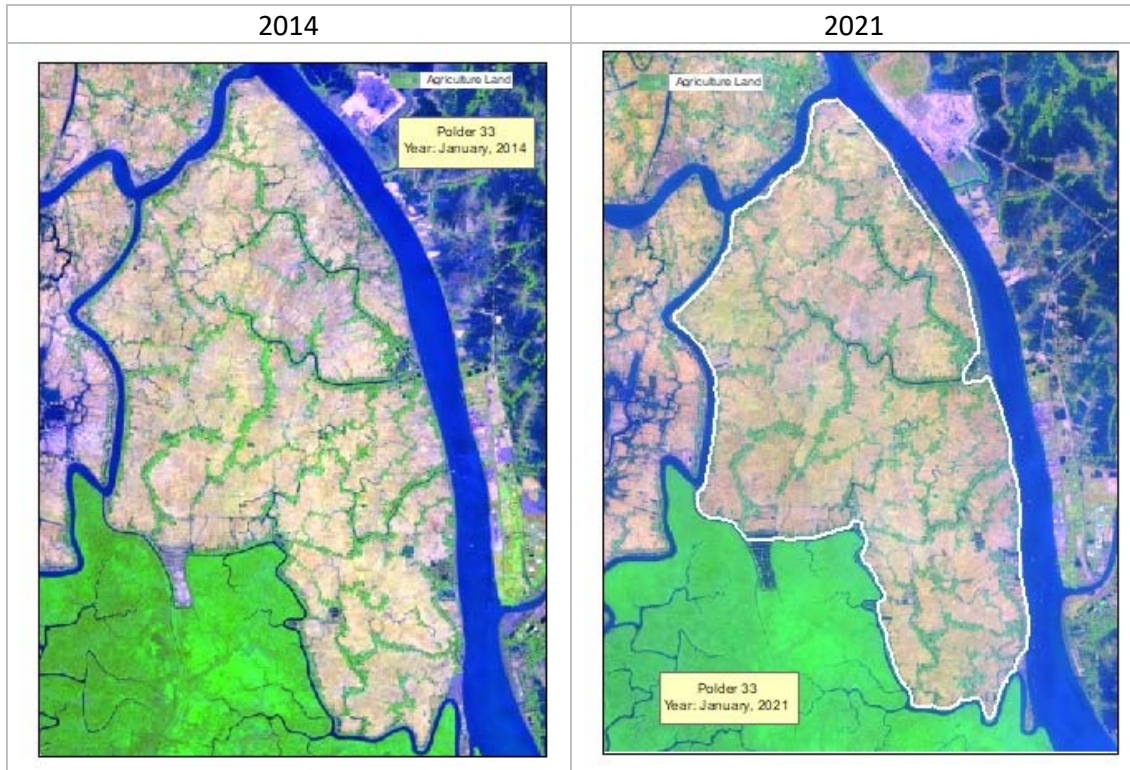 2014
2021
Agriculture Land
Polder 33
Year: January, 2014
Agriculture Land
Polder 33
Year: January, 2021